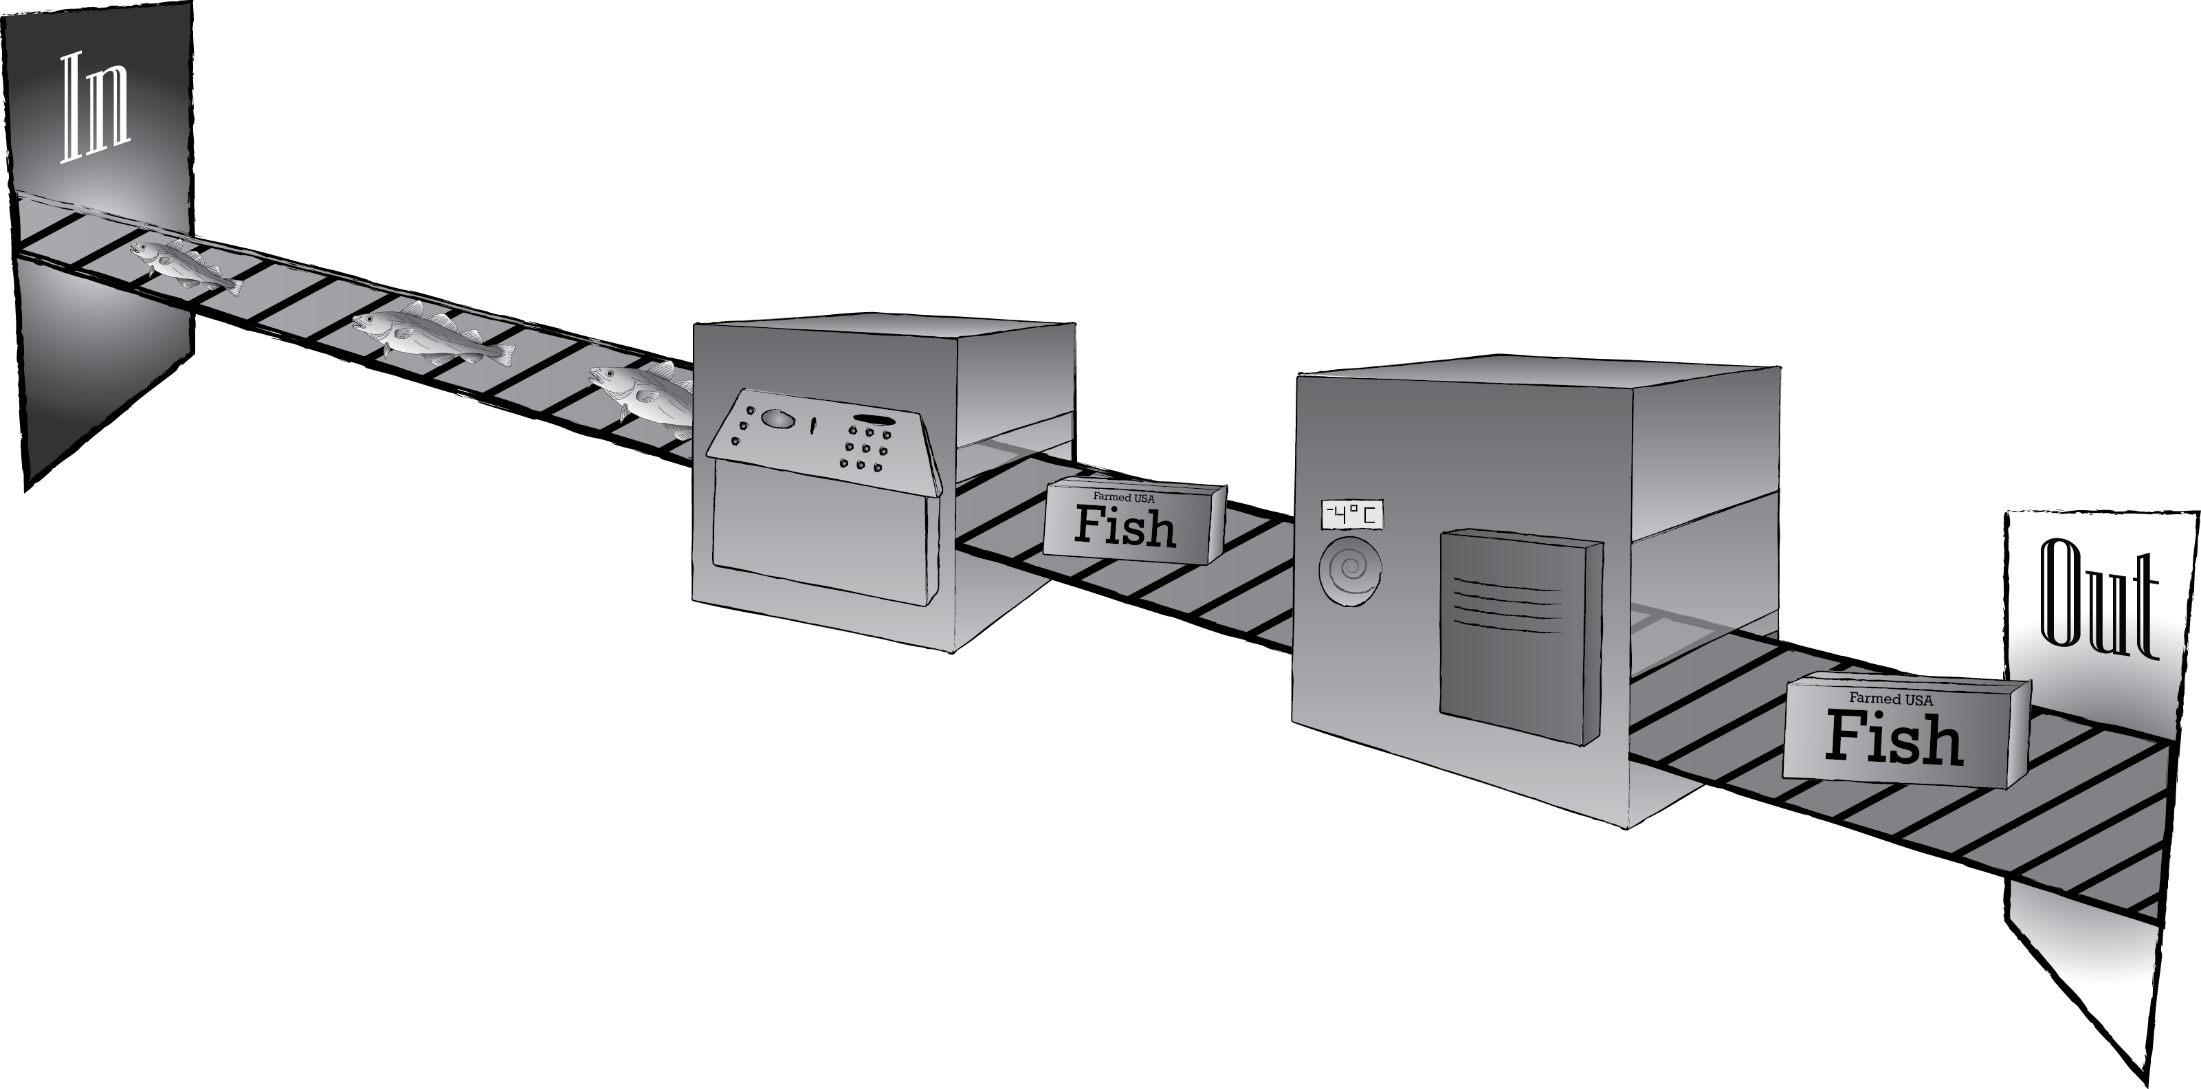 In
Farmed USA
Fish
-4°C
Farmed USA
Fish
Out